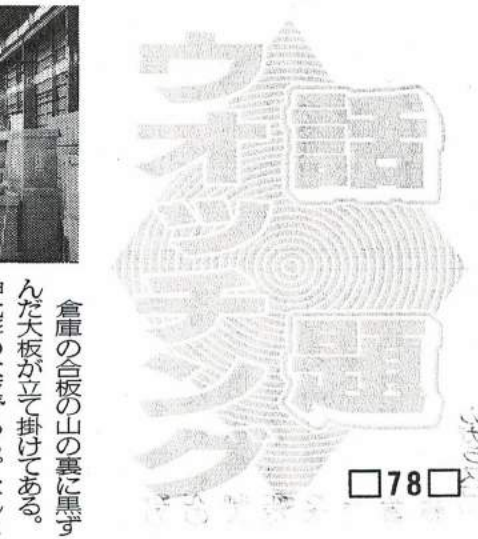 話題
ウオッチング
□78□
倉庫の合板の山の裏に黒ず
んだ大板が立て掛けてある。